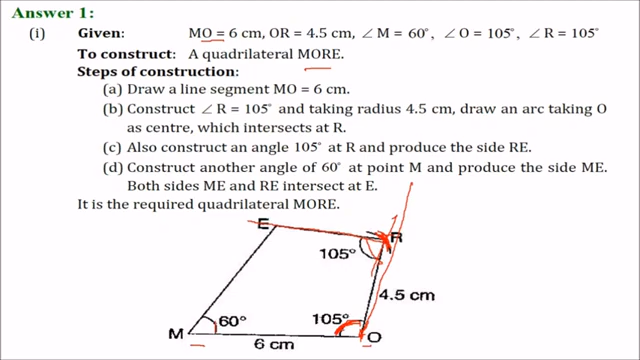 Answer 1:
(i) Given MO = 6 cm, OR = 4.5 cm, ∠ M = 60°, ∠ O = 105°, ∠ R = 105°
To construct: A quadrilateral MORE.
Steps of construction:
(a) Draw a line segment MO = 6 cm.
(b) Construct ∠ R = 105° and taking radius 4.5 cm, draw an arc taking O
as centre, which intersects at R.
(c) Also construct an angle 105° at R and produce the side RE.
(d) Construct another angle of 60° at point M and produce the side ME.
Both sides ME and RE intersect at E.
It is the required quadrilateral MORE.
E
R
105°
4.5 cm
60°
105°
M
O
6 cm